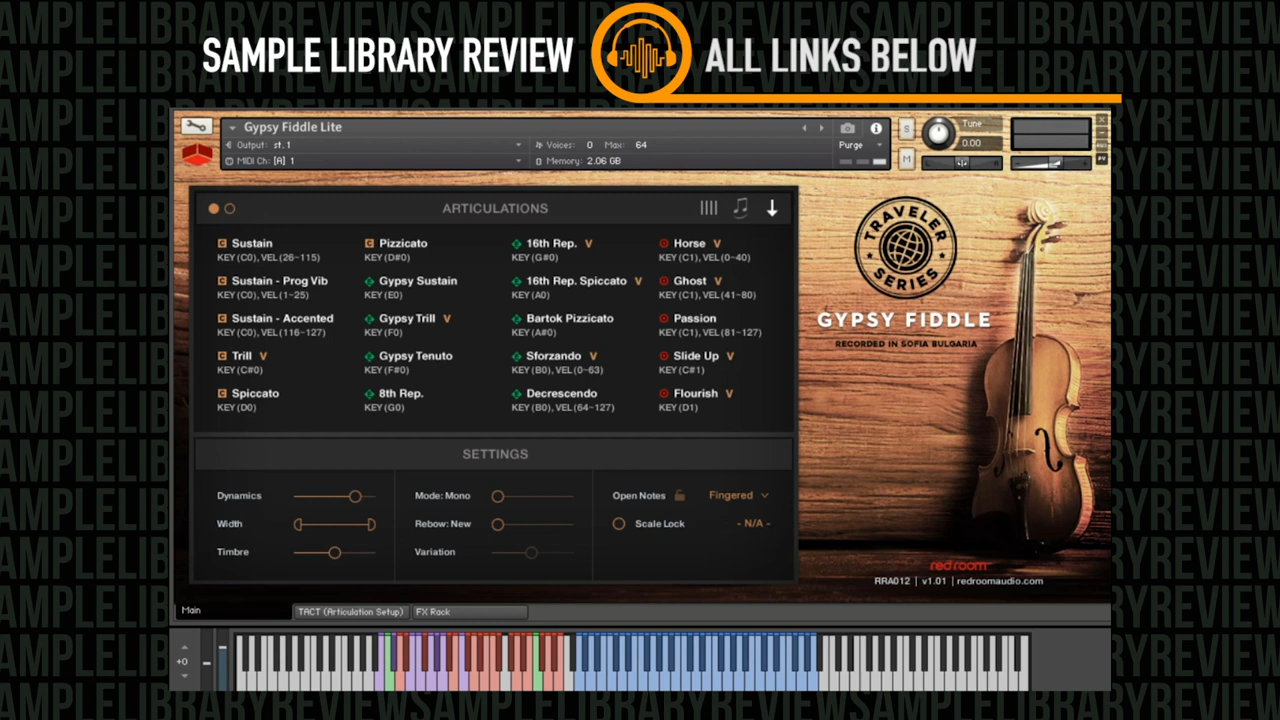 SAMPLE LIBRARY REVIEW
ALL LINKS BELOW
Gypsy Fiddle Lite
Output: st. 1
Voices: 0 Max: 64
Purge
MIDI Ch: [A] 1
Memory: 2.06 GB
S
M
Tune
0.00
ARTICULATIONS
C Sustain
KEY (C0), VEL (26~115)
C Sustain - Prog Vib
KEY (C0), VEL (1~25)
C Sustain - Accented
KEY (C0), VEL (116~127)
C Trill V
KEY (C#0)
C Spiccato
KEY (D0)
C Pizzicato
KEY (D#0)
Gypsy Sustain
KEY (E0)
Gypsy Trill V
KEY (F0)
Gypsy Tenuto
KEY (F#0)
8th Rep.
KEY (G0)
16th Rep. V
KEY (G#0)
16th Rep. Spiccato V
KEY (A0)
Bartok Pizzicato
KEY (A#0)
Sforzando V
KEY (B0), VEL (0~63)
Decrescendo
KEY (B0), VEL (64~127)
Horse V
KEY (C1), VEL (0~40)
Ghost V
KEY (C1), VEL (41~80)
Passion
KEY (C1), VEL (81~127)
Slide Up V
KEY (C#1)
Flourish V
KEY (D1)
SETTINGS
Dynamics
Width
Timbre
Mode: Mono
Rebow: New
Variation
Open Notes
Fingered
Scale Lock
- N/A -
TRAVELER
SERIES
GYPSY FIDDLE
RECORDED IN SOFIA BULGARIA
redroom
RRA012 | v1.01 | redroomaudio.com
Main
TACT (Articulation Setup)
FX Rack
+0